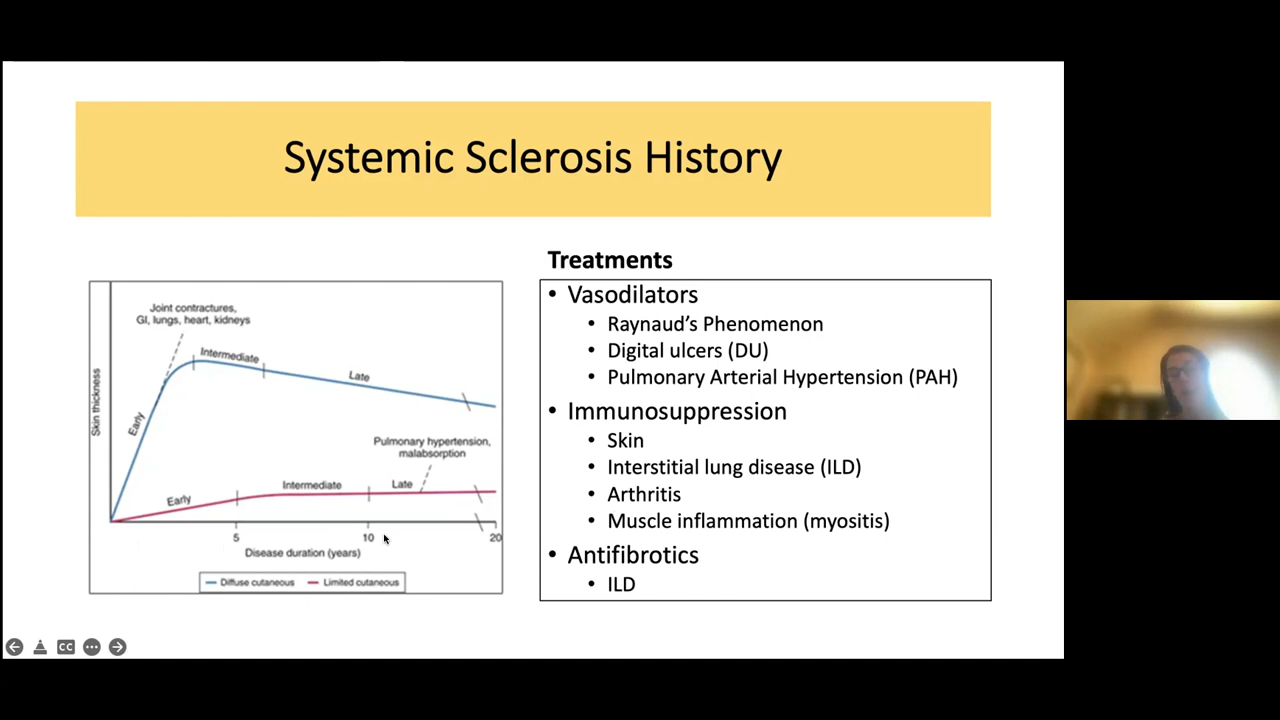 Systemic Sclerosis History
Joint contractures,
GI, lungs, heart, kidneys
Intermediate
Late
Early
Skin thickness
Pulmonary hypertension,
malabsorption
Early
Intermediate
Late
5
10
20
Disease duration (years)
Diffuse cutaneous
Limited cutaneous
Treatments
• Vasodilators
• Raynaud’s Phenomenon
• Digital ulcers (DU)
• Pulmonary Arterial Hypertension (PAH)
• Immunosuppression
• Skin
• Interstitial lung disease (ILD)
• Arthritis
• Muscle inflammation (myositis)
• Antifibrotics
• ILD
CC